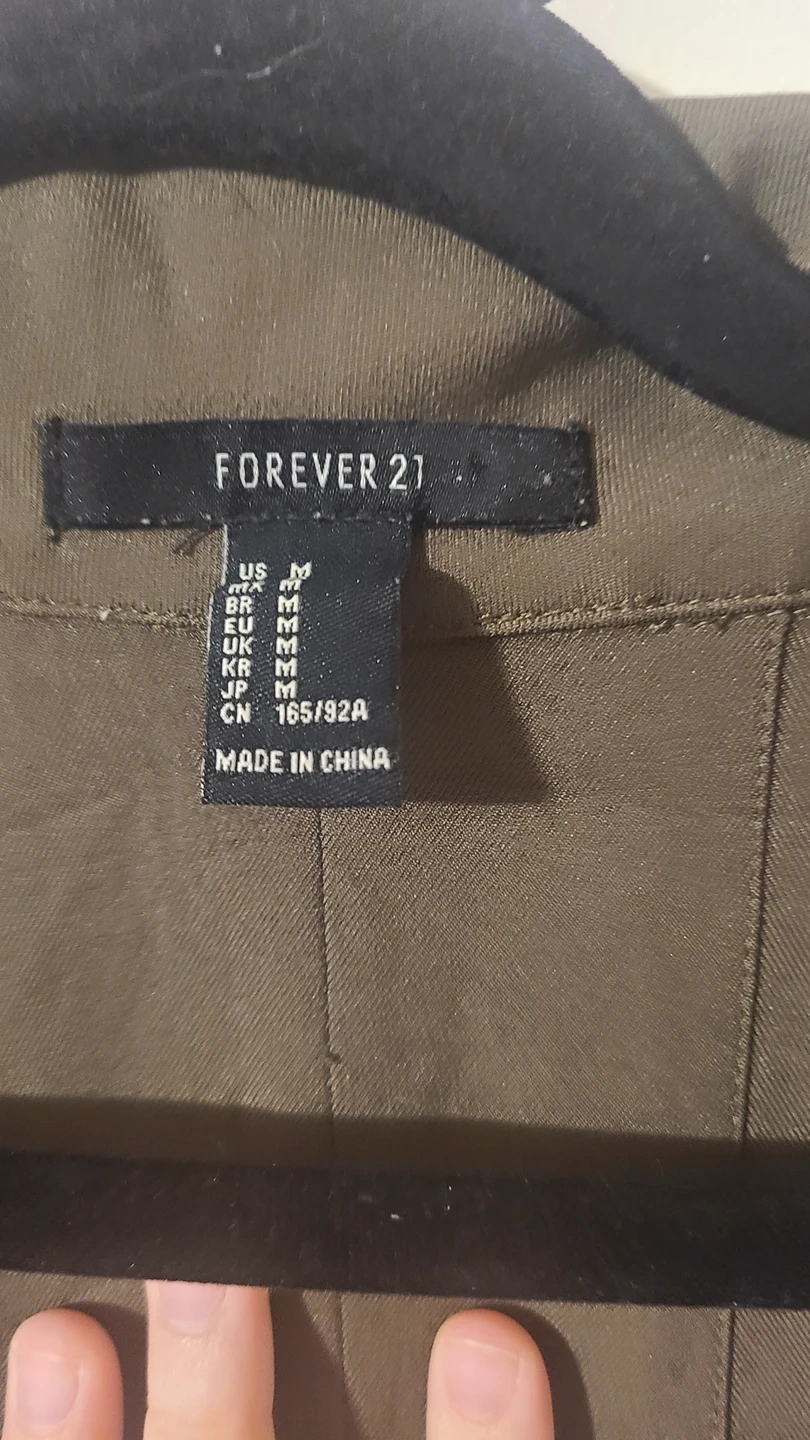 FOREVER 21
US M
MX M
BR M
EU M
UK M
KR M
JP M
CN 165/92A
MADE IN CHINA